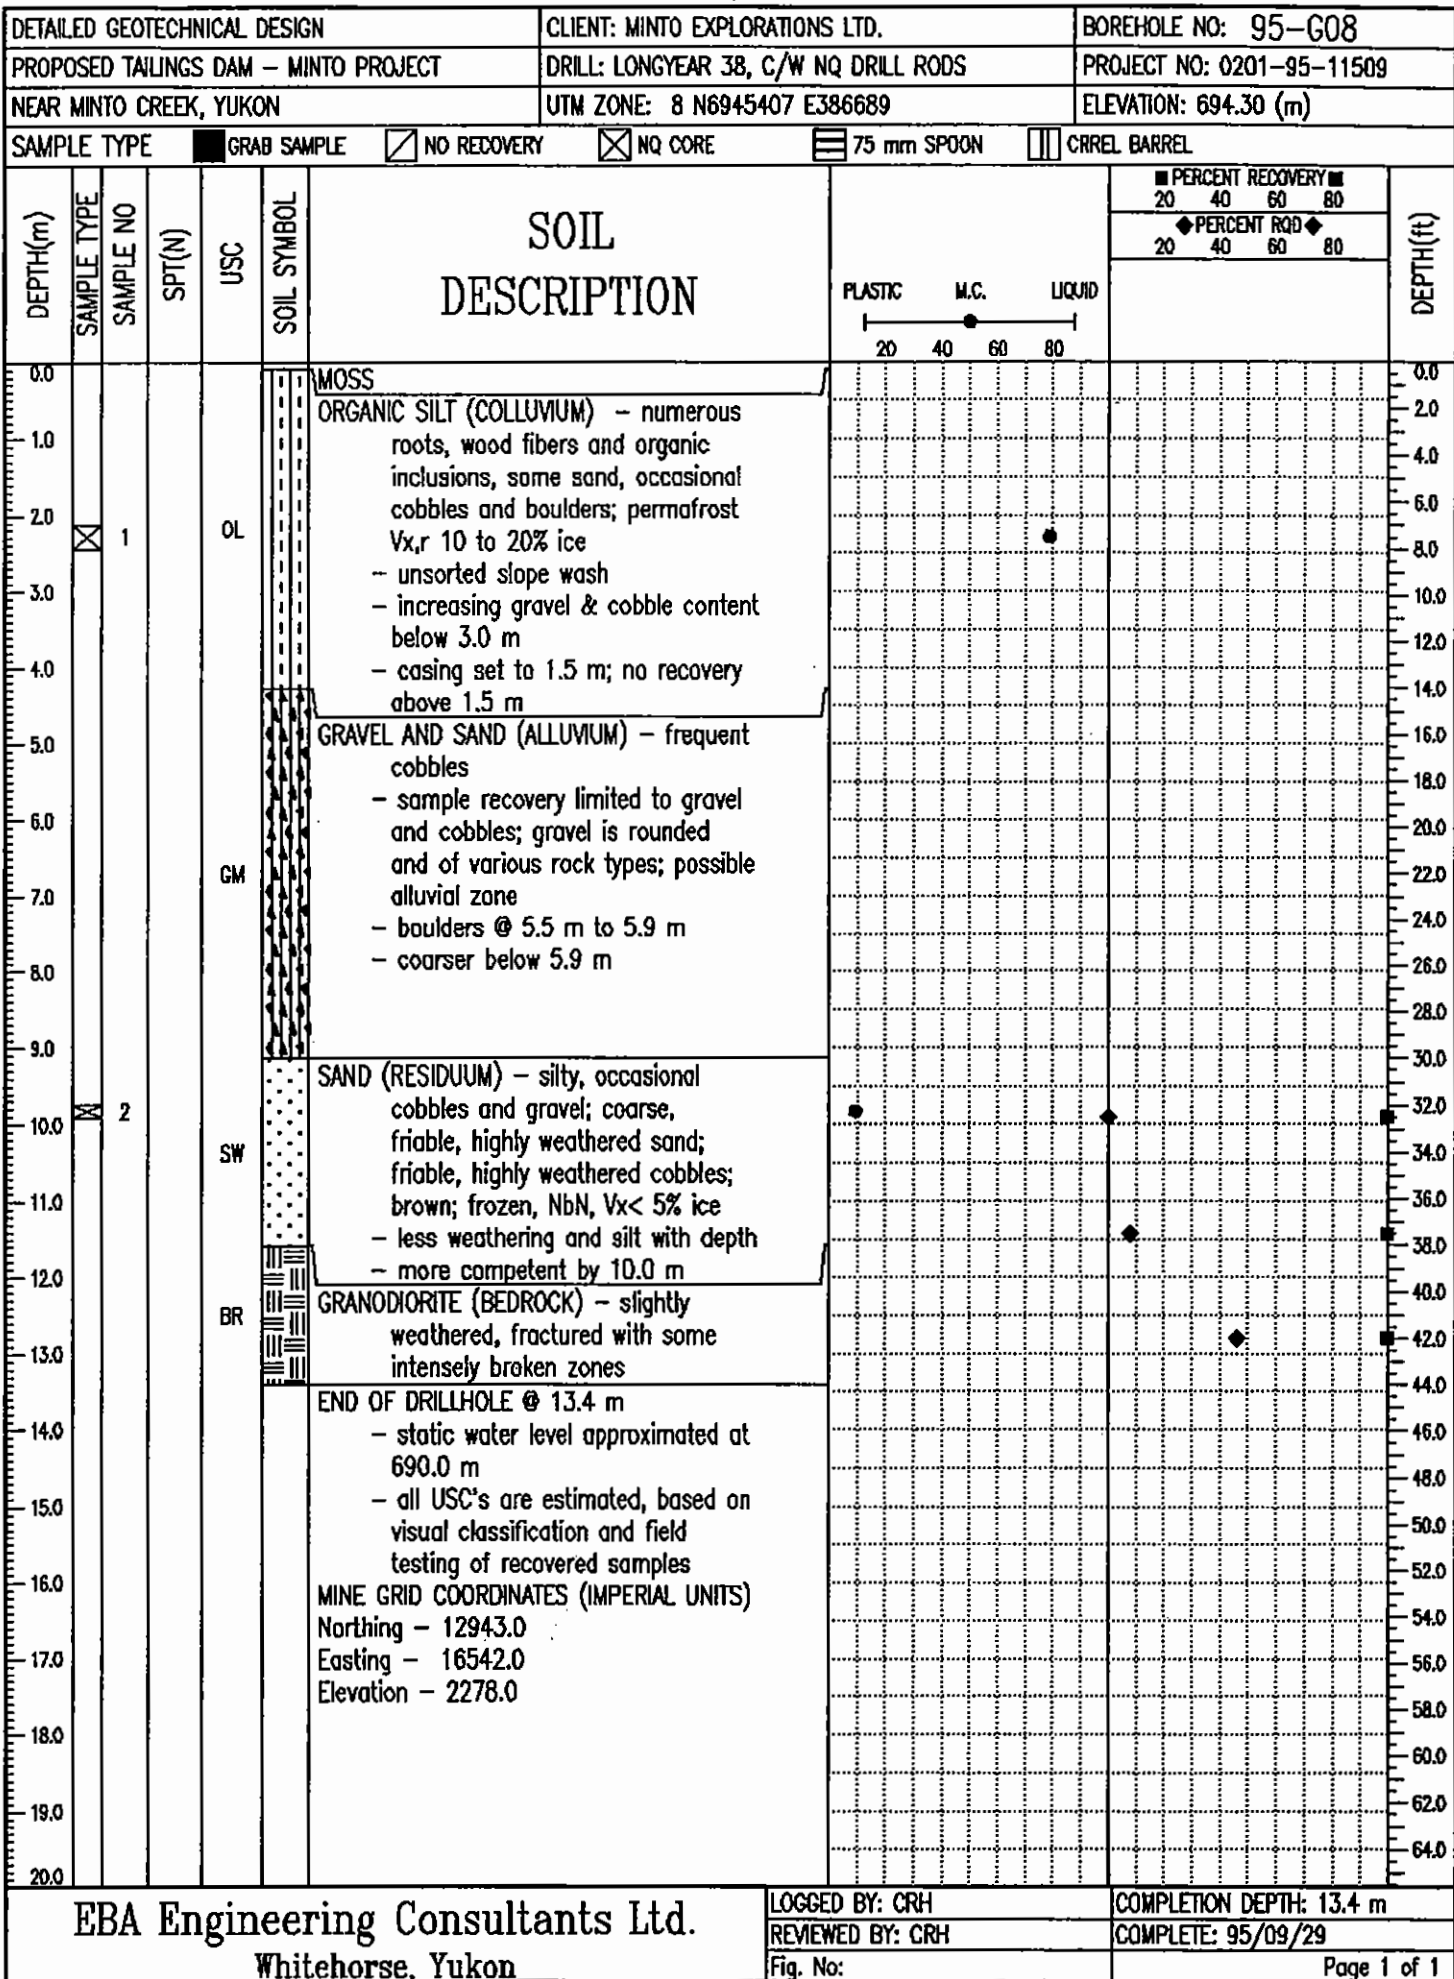 DETAILED GEOTECHNICAL DESIGN
CLIENT: MINTO EXPLORATIONS LTD.
BOREHOLE NO: 95-G08
PROPOSED TAILINGS DAM – MINTO PROJECT
DRILL: LONGYEAR 38, C/W NQ DRILL RODS
PROJECT NO: 0201-95-11509
NEAR MINTO CREEK, YUKON
UTM ZONE: 8 N6945407 E386689
ELEVATION: 694.30 (m)
SAMPLE TYPE
GRAB SAMPLE
NO RECOVERY
NQ CORE
75 mm SPOON
CRREL BARREL
DEPTH(m)
SAMPLE TYPE
SAMPLE NO
SPT(N)
USC
SOIL SYMBOL
SOIL
DESCRIPTION
PLASTIC M.C. LIQUID
20 40 60 80
PERCENT RECOVERY
20 40 60 80
PERCENT RQD
20 40 60 80
DEPTH(ft)
0.0
1.0
2.0
3.0
4.0
5.0
6.0
7.0
8.0
9.0
10.0
11.0
12.0
13.0
14.0
15.0
16.0
17.0
18.0
19.0
20.0
1
2
OL
GM
SW
BR
MOSS
ORGANIC SILT (COLLUVIUM) – numerous
roots, wood fibers and organic
inclusions, some sand, occasional
cobbles and boulders; permafrost
Vx,r 10 to 20% ice
– unsorted slope wash
– increasing gravel & cobble content
below 3.0 m
– casing set to 1.5 m; no recovery
above 1.5 m
GRAVEL AND SAND (ALLUVIUM) – frequent
cobbles
– sample recovery limited to gravel
and cobbles; gravel is rounded
and of various rock types; possible
alluvial zone
– boulders @ 5.5 m to 5.9 m
– coarser below 5.9 m
SAND (RESIDUUM) – silty, occasional
cobbles and gravel; coarse,
friable, highly weathered sand;
friable, highly weathered cobbles;
brown; frozen, NbN, Vx< 5% ice
– less weathering and silt with depth
– more competent by 10.0 m
GRANODIORITE (BEDROCK) – slightly
weathered, fractured with some
intensely broken zones
END OF DRILLHOLE @ 13.4 m
– static water level approximated at
690.0 m
– all USC's are estimated, based on
visual classification and field
testing of recovered samples
MINE GRID COORDINATES (IMPERIAL UNITS)
Northing – 12943.0
Easting – 16542.0
Elevation – 2278.0
0.0
2.0
4.0
6.0
8.0
10.0
12.0
14.0
16.0
18.0
20.0
22.0
24.0
26.0
28.0
30.0
32.0
34.0
36.0
38.0
40.0
42.0
44.0
46.0
48.0
50.0
52.0
54.0
56.0
58.0
60.0
62.0
64.0
EBA Engineering Consultants Ltd.
Whitehorse, Yukon
LOGGED BY: CRH
COMPLETION DEPTH: 13.4 m
REVIEWED BY: CRH
COMPLETE: 95/09/29
Fig. No:
Page 1 of 1